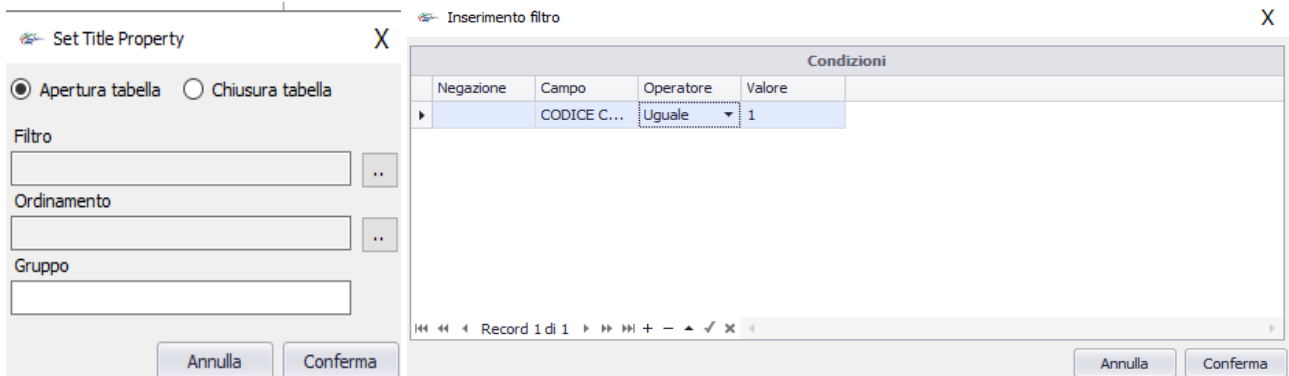 Set Title Property X
Apertura tabella Chiusura tabella
Filtro
..
Ordinamento
..
Gruppo
Annulla Conferma
Inserimento filtro X
Condizioni
Negazione Campo Operatore Valore
CODICE C... Uguale 1
Record 1 di 1
Annulla Conferma